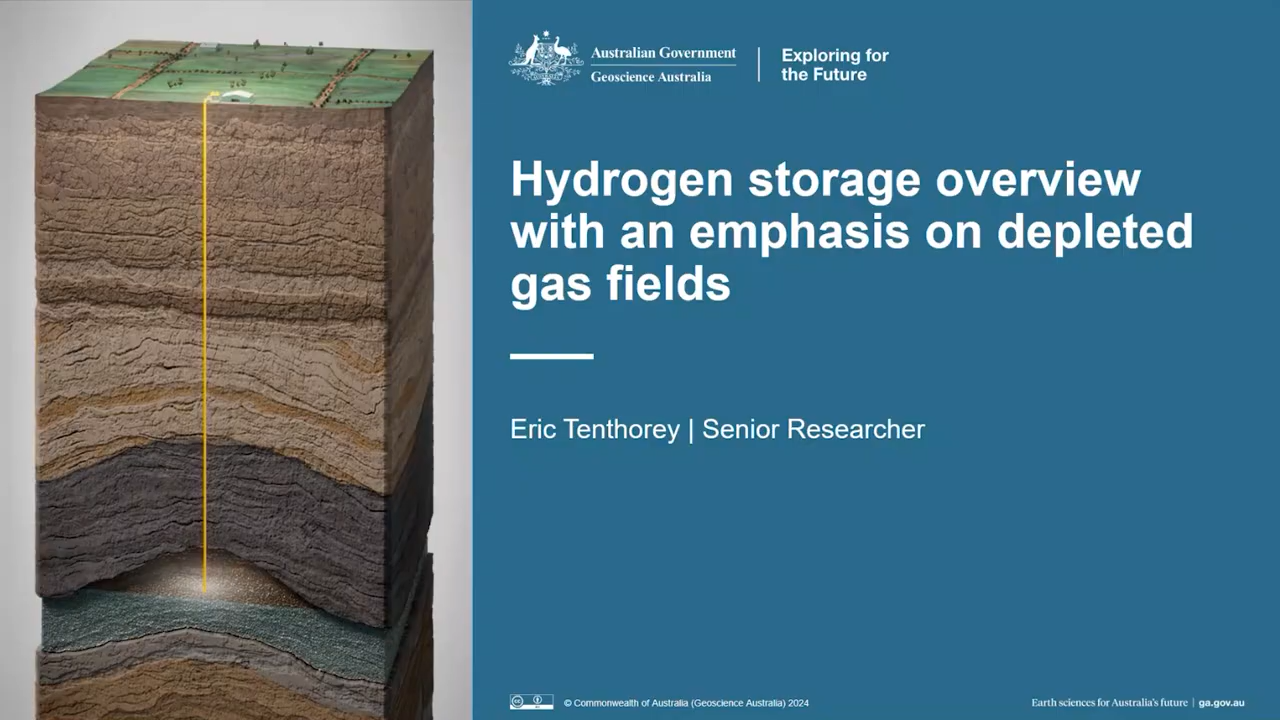 Australian Government
Geoscience Australia
Exploring for
the Future
Hydrogen storage overview
with an emphasis on depleted
gas fields
Eric Tenthorey | Senior Researcher
© Commonwealth of Australia (Geoscience Australia) 2024
Earth sciences for Australia's future | ga.gov.au